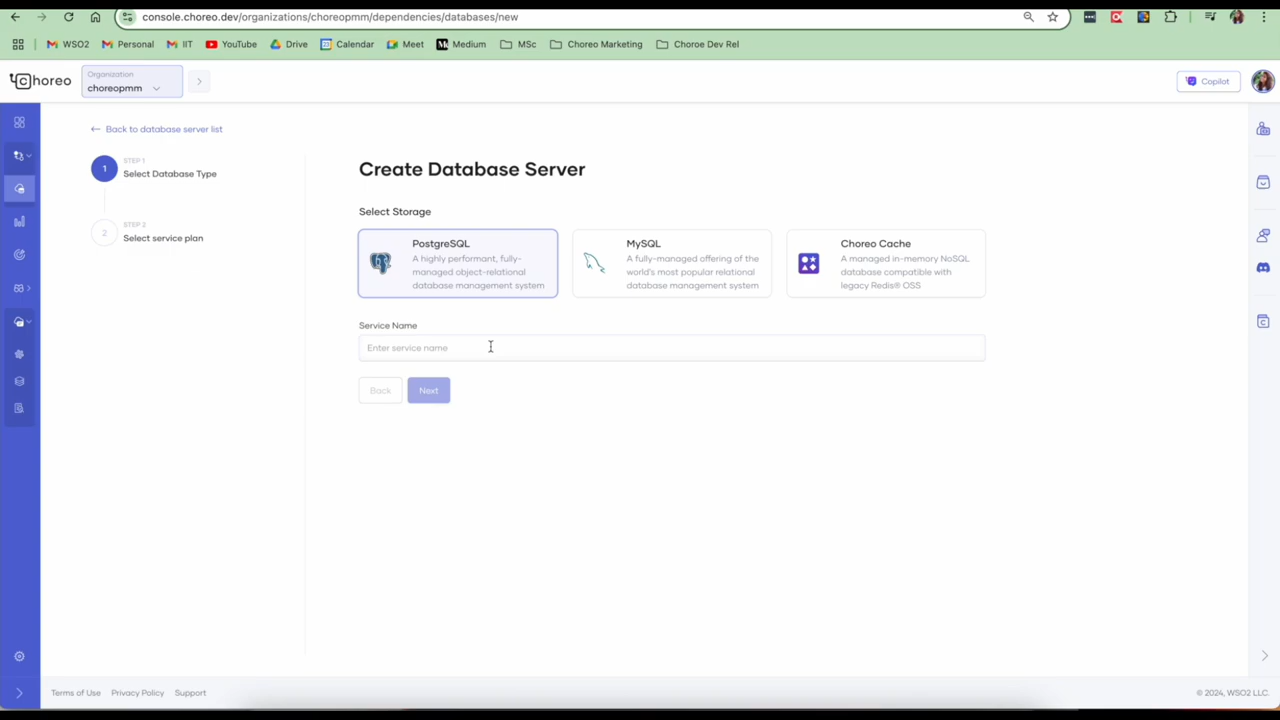 console.choreo.dev/organizations/choreopmm/dependencies/databases/new
WSO2 Personal IIT YouTube Drive Calendar Meet Medium MSc Choreo Marketing Choroe Dev Rel
choreo
Organization
choreopmm
Copilot
Back to database server list
1
STEP 1
Select Database Type
2
STEP 2
Select service plan
Create Database Server
Select Storage
PostgreSQL
A highly performant, fully-
managed object-relational
database management system
MySQL
A fully-managed offering of the
world's most popular relational
database management system
Choreo Cache
A managed in-memory NoSQL
database compatible with
legacy Redis® OSS
Service Name
Enter service name
Back Next
Terms of Use Privacy Policy Support
© 2024, WSO2 LLC.